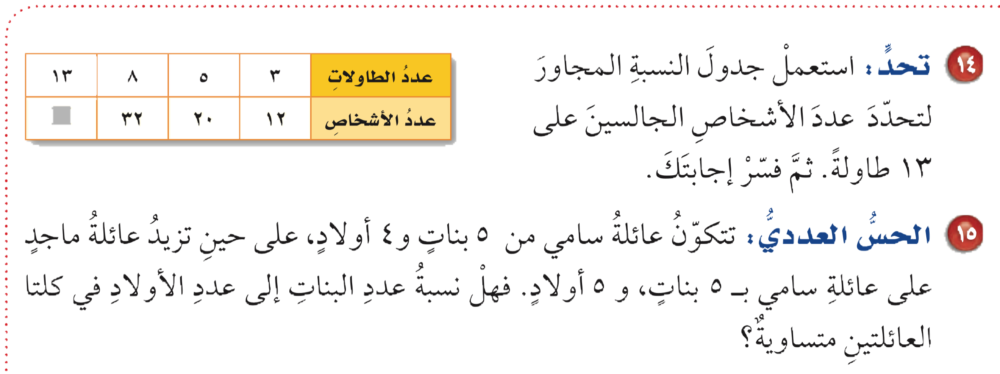 ١٤ تحدٍّ: استعملْ جدولَ النسبةِ المجاورَ
لتحدّدَ عددَ الأشخاصِ الجالسينَ على
١٣ طاولةً. ثمَّ فسّرْ إجابتَكَ.
عددُ الطاولاتِ ٣ ٥ ٨ ١٣
عددُ الأشخاصِ ١٢ ٢٠ ٣٢
١٥ الحسُّ العدديُّ: تتكوّنُ عائلةُ سامي من ٥ بناتٍ و٤ أولادٍ، على حينِ تزيدُ عائلةُ ماجدٍ
على عائلةِ سامي بـ ٥ بناتٍ، و ٥ أولادٍ. فهلْ نسبةُ عددِ البناتِ إلى عددِ الأولادِ في كلتا
العائلتينِ متساويةٌ؟